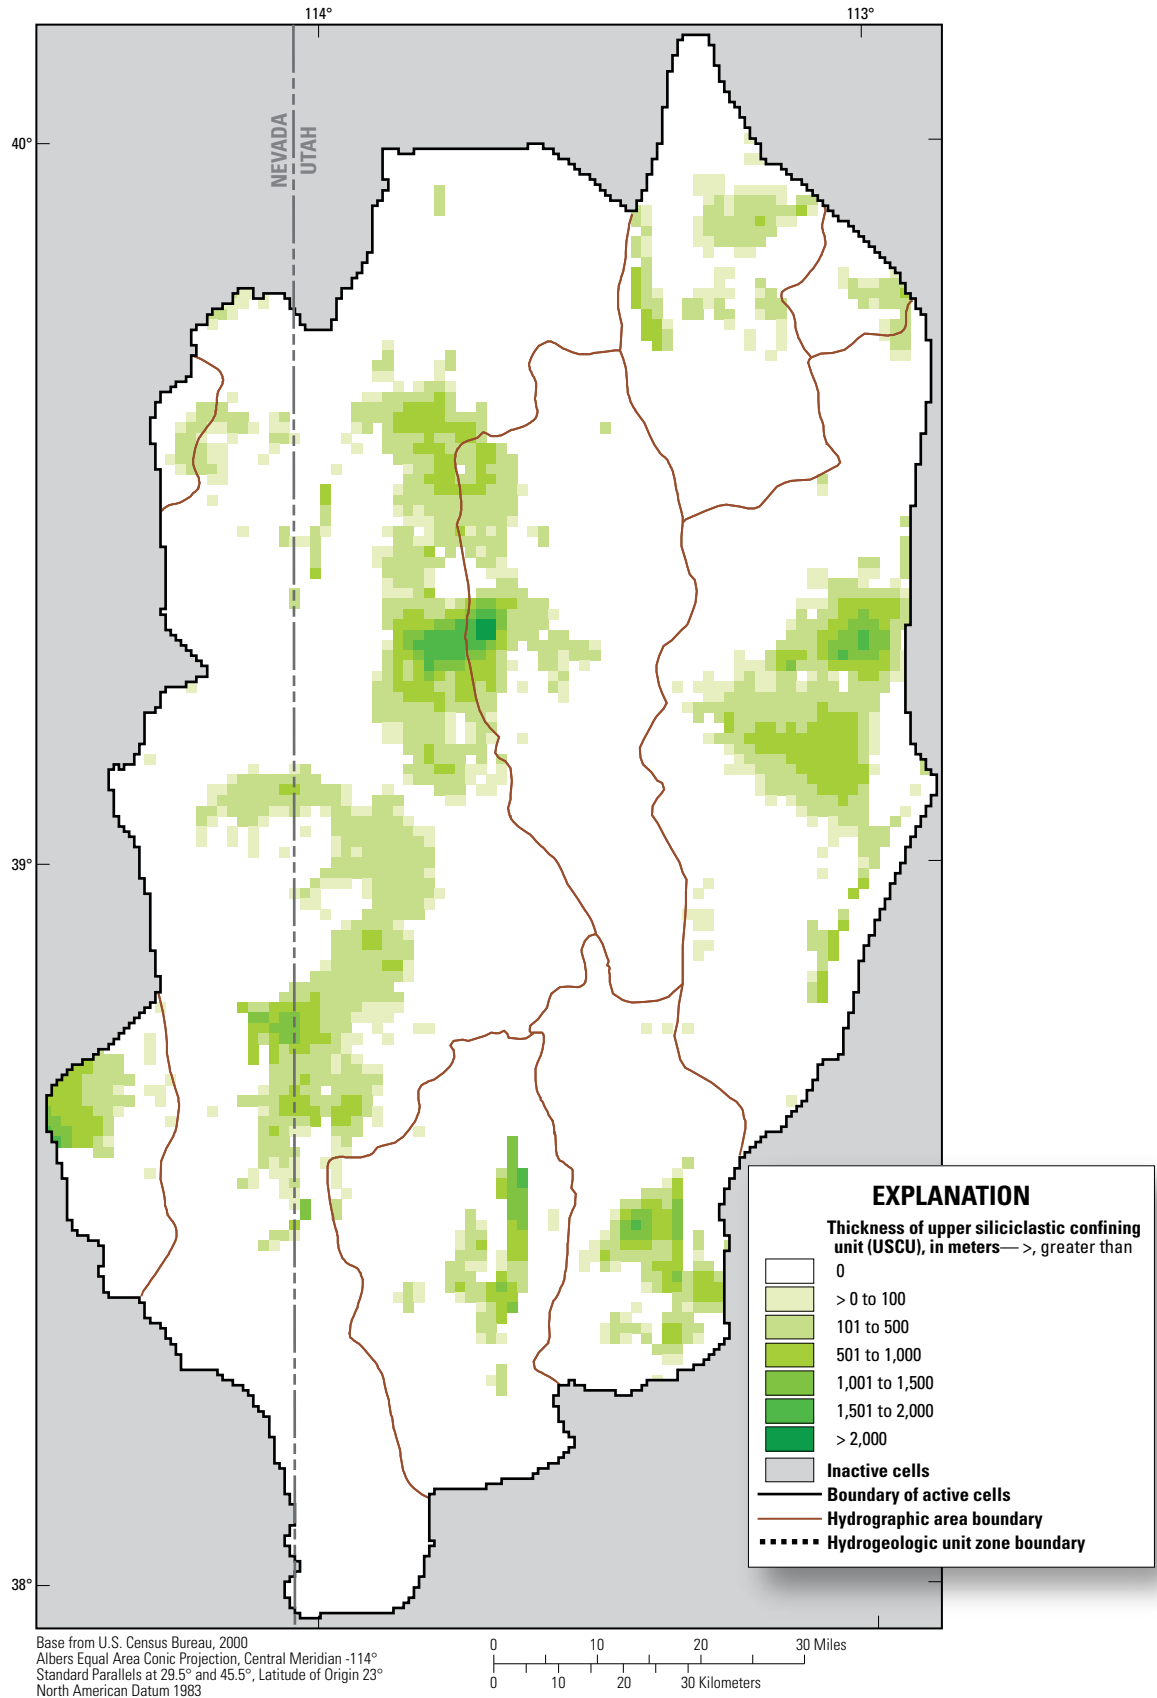 114°
113°
40°
NEVADA
UTAH
39°
38°
EXPLANATION
Thickness of upper siliciclastic confining
unit (USCU), in meters— >, greater than
0
> 0 to 100
101 to 500
501 to 1,000
1,001 to 1,500
1,501 to 2,000
> 2,000
Inactive cells
Boundary of active cells
Hydrographic area boundary
Hydrogeologic unit zone boundary
Base from U.S. Census Bureau, 2000
Albers Equal Area Conic Projection, Central Meridian -114°
Standard Parallels at 29.5° and 45.5°, Latitude of Origin 23°
North American Datum 1983
0 10 20 30 Miles
0 10 20 30 Kilometers